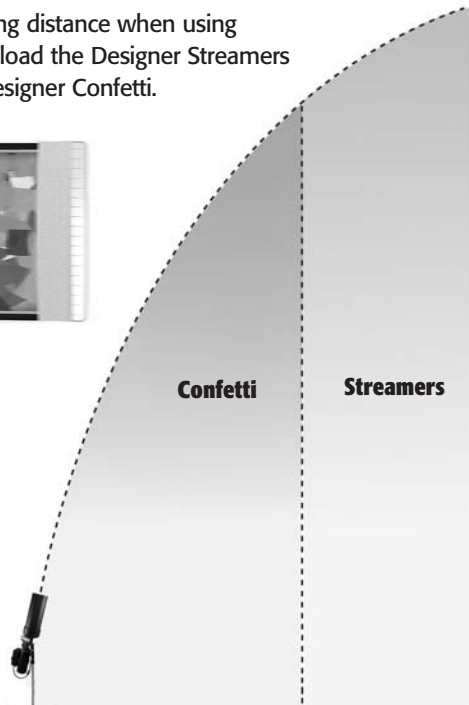 ng distance when using
load the Designer Streamers
esigner Confetti.
Confetti
Streamers